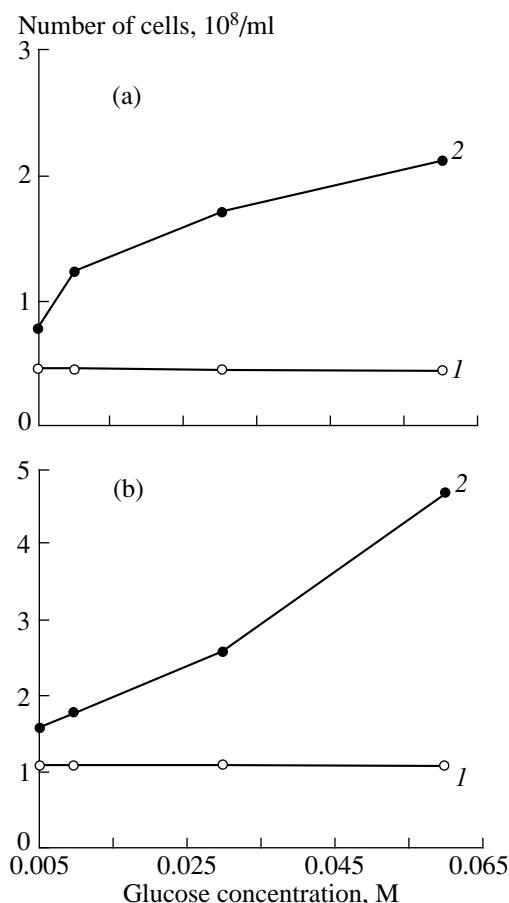 Number of cells, 10⁸/ml
3
(a)
2
2
1
1
0
5
(b)
2
4
3
2
1
1
0
0.005 0.025 0.045 0.065
Glucose concentration, M